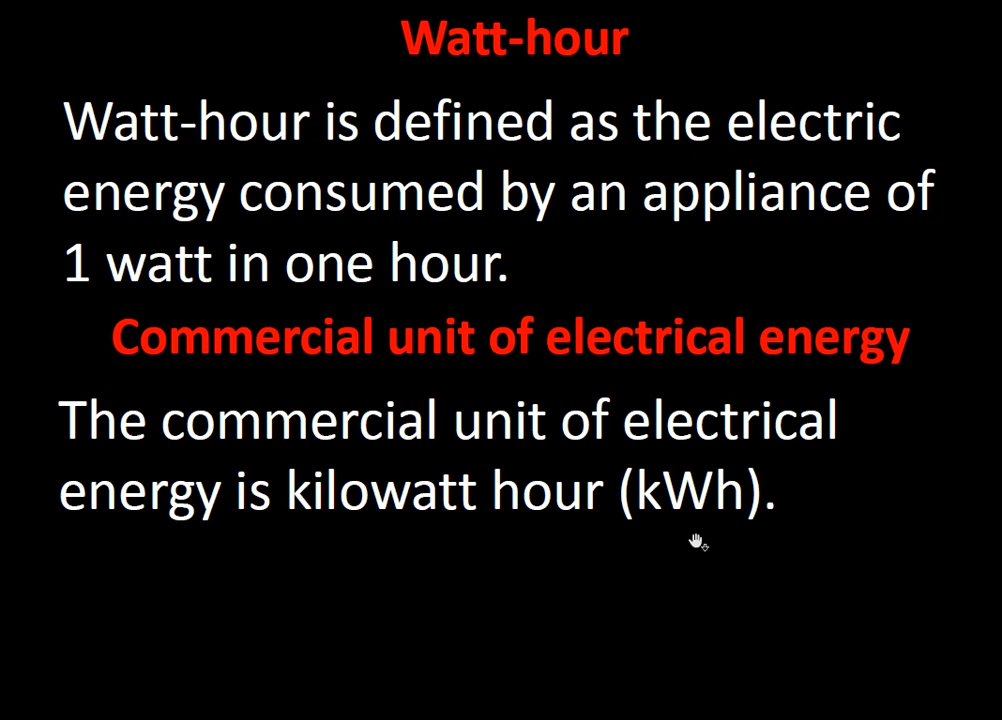 Watt-hour
Watt-hour is defined as the electric
energy consumed by an appliance of
1 watt in one hour.
Commercial unit of electrical energy
The commercial unit of electrical
energy is kilowatt hour (kWh).